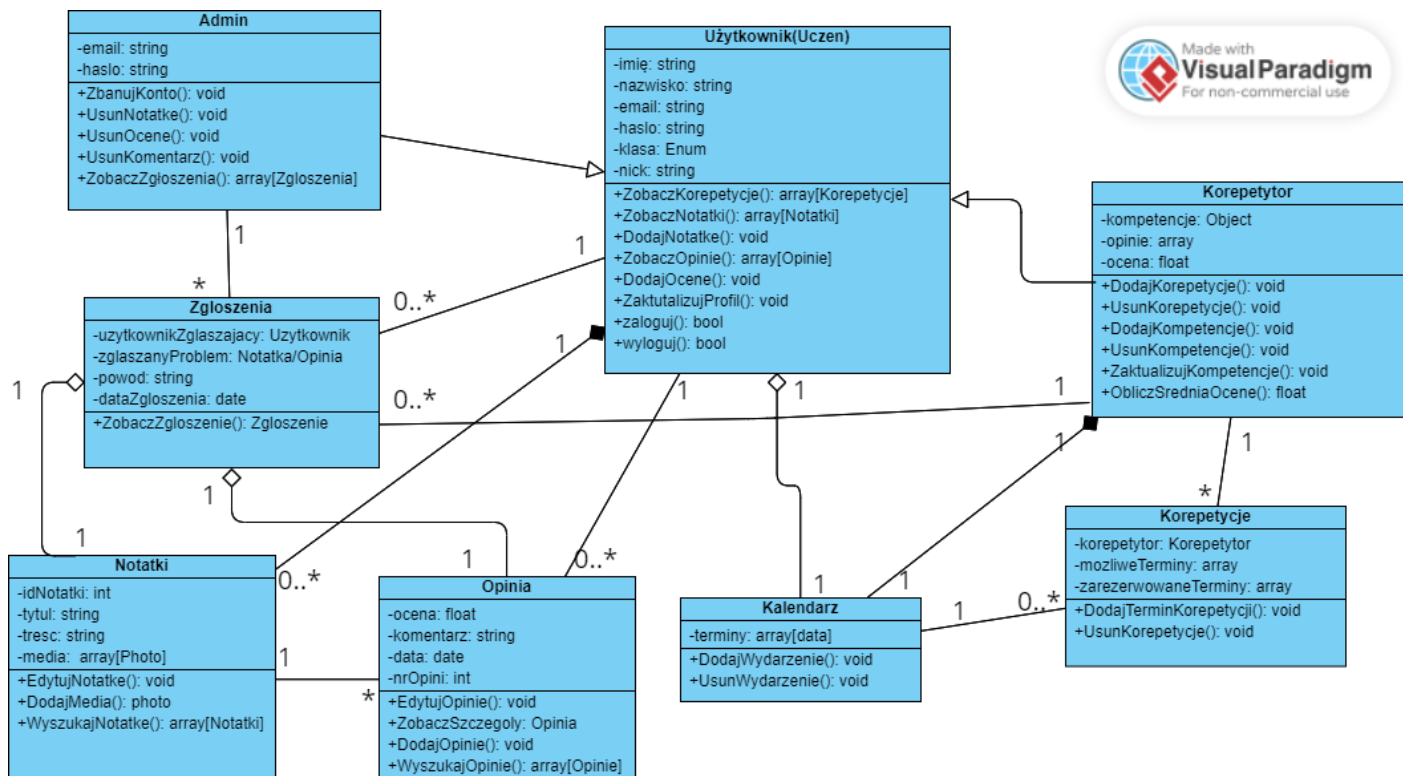 Admin
-email: string
-haslo: string
+ZbanujKonto(): void
+UsunNotatke(): void
+UsunOcene(): void
+UsunKomentarz(): void
+ZobaczZgłoszenia(): array[Zgloszenia]
Użytkownik(Uczen)
-imię: string
-nazwisko: string
-email: string
-haslo: string
-klasa: Enum
-nick: string
+ZobaczKorepetycje(): array[Korepetycje]
+ZobaczNotatki(): array[Notatki]
+DodajNotatke(): void
+ZobaczOpinie(): array[Opinie]
+DodajOcene(): void
+ZaktutalizujProfil(): void
+zaloguj(): bool
+wyloguj(): bool
Made with
Visual Paradigm
For non-commercial use
Korepetytor
-kompetencje: Object
-opinie: array
-ocena: float
+DodajKorepetycje(): void
+UsunKorepetycje(): void
+DodajKompetencje(): void
+UsunKompetencje(): void
+ZaktualizujKompetencje(): void
+ObliczSredniaOcene(): float
1
*
1
0..*
Zgloszenia
-uzytkownikZglaszajacy: Uzytkownik
-zglaszanyProblem: Notatka/Opinia
-powod: string
-dataZgloszenia: date
+ZobaczZgloszenie(): Zgloszenie
1
1
1
1
1
0..*
1
1
1
*
1
1
0..*
0..*
1
1
1
0..*
Notatki
-idNotatki: int
-tytul: string
-tresc: string
-media: array[Photo]
+EdytujNotatke(): void
+DodajMedia(): photo
+WyszukajNotatke(): array[Notatki]
1
*
Opinia
-ocena: float
-komentarz: string
-data: date
-nrOpini: int
+EdytujOpinie(): void
+ZobaczSzczegoly: Opinia
+DodajOpinie(): void
+WyszukajOpinie(): array[Opinie]
Kalendarz
-terminy: array[data]
+DodajWydarzenie(): void
+UsunWydarzenie(): void
Korepetycje
-korepetytor: Korepetytor
-mozliweTerminy: array
-zarezerwowaneTerminy: array
+DodajTerminKorepetycji(): void
+UsunKorepetycje(): void